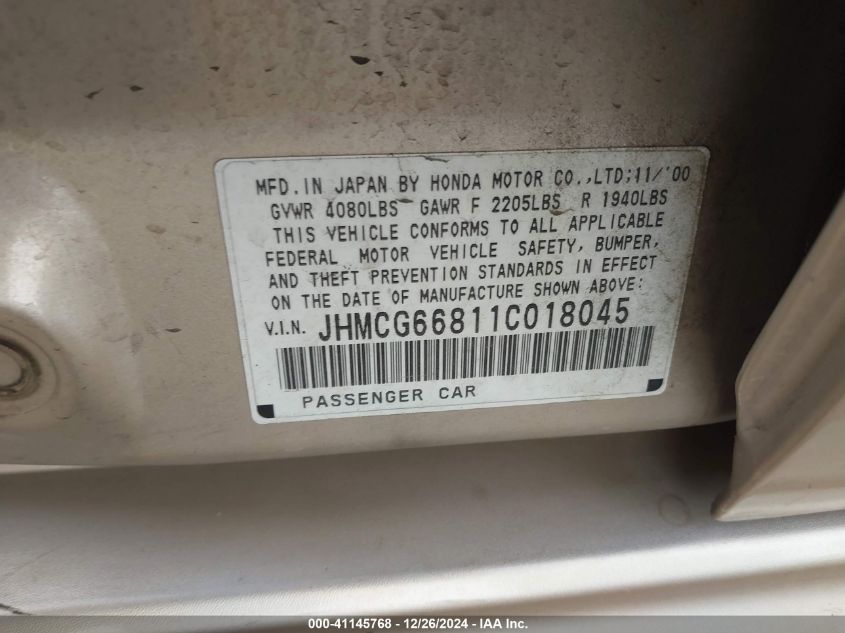 MFD.IN JAPAN BY HONDA MOTOR CO.,LTD;11/'00
GVWR 4080LBS GAWR F 2205LBS R 1940LBS
THIS VEHICLE CONFORMS TO ALL APPLICABLE
FEDERAL MOTOR VEHICLE SAFETY, BUMPER,
AND THEFT PREVENTION STANDARDS IN EFFECT
ON THE DATE OF MANUFACTURE SHOWN ABOVE:
V.I.N. JHMCG66811C018045
PASSENGER CAR
000-41145768 - 12/26/2024 - IAA Inc.